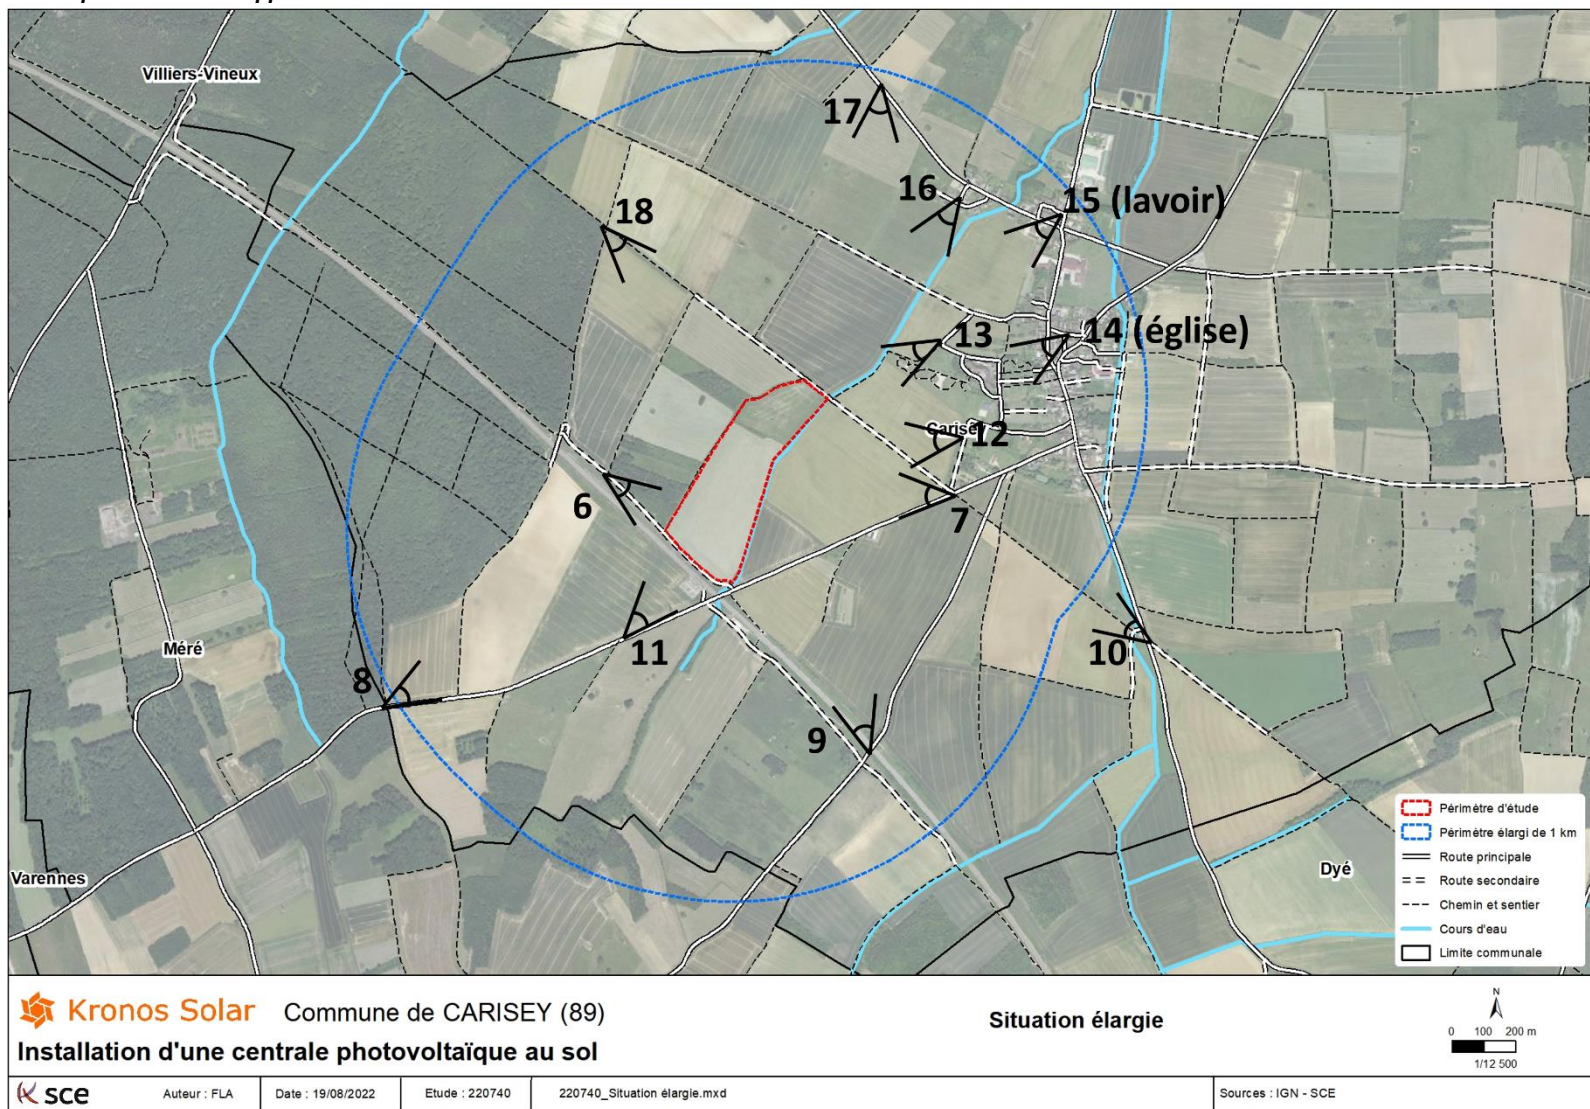 Villiers-Vineux
17
16
15 (lavoir)
18
13
14 (église)
Carisey
12
6
7
11
10
Méré
8
9
Varennes
Dyé
Périmètre d'étude
Périmètre élargi de 1 km
Route principale
Route secondaire
Chemin et sentier
Cours d'eau
Limite communale
Kronos Solar Commune de CARISEY (89)
Situation élargie
Installation d'une centrale photovoltaïque au sol
N
0 100 200 m
1/12 500
sce Auteur : FLA Date : 19/08/2022 Etude : 220740 220740_Situation élargie.mxd Sources : IGN - SCE